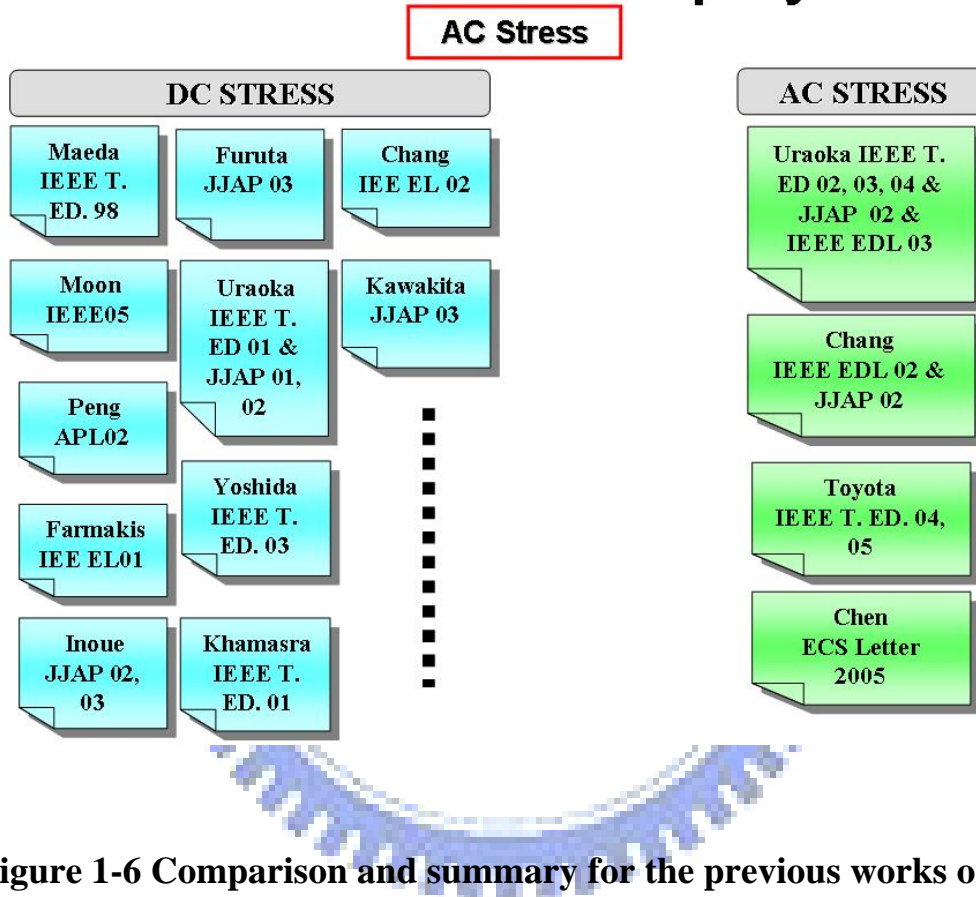 AC Stress
DC STRESS
Maeda
IEEE T.
ED. 98
Furuta
JJAP 03
Chang
IEE EL 02
Moon
IEEE05
Uraoka
IEEE T.
ED 01 &
JJAP 01,
02
Kawakita
JJAP 03
Peng
APL02
Yoshida
IEEE T.
ED. 03
Farmakis
IEE EL01
Inoue
JJAP 02,
03
Khamasra
IEEE T.
ED. 01
AC STRESS
Uraoka IEEE T.
ED 02, 03, 04 &
JJAP 02 &
IEEE EDL 03
Chang
IEEE EDL 02 &
JJAP 02
Toyota
IEEE T. ED. 04,
05
Chen
ECS Letter
2005
igure 1-6 Comparison and summary for the previous works o